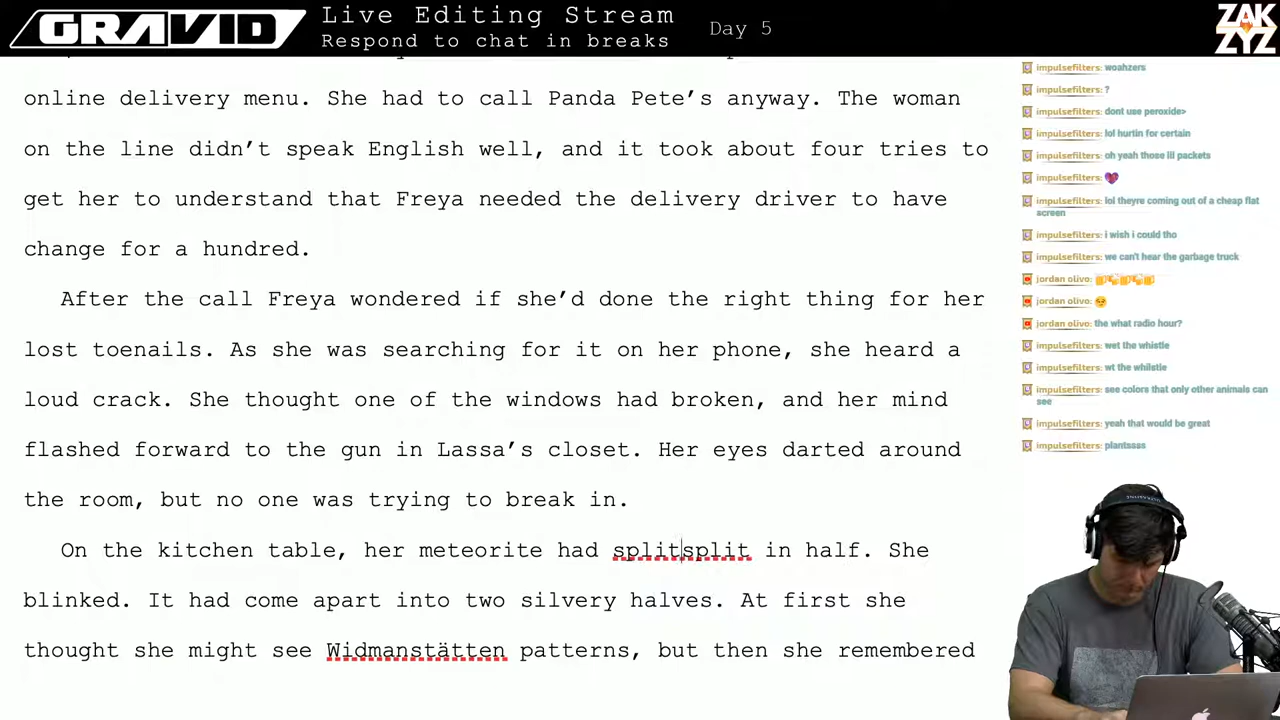 GRAVID
Live Editing Stream
Respond to chat in breaks
Day 5
ZAK
ZYZ
online delivery menu. She had to call Panda Pete’s anyway. The woman
on the line didn’t speak English well, and it took about four tries to
get her to understand that Freya needed the delivery driver to have
change for a hundred.
After the call Freya wondered if she’d done the right thing for her
lost toenails. As she was searching for it on her phone, she heard a
loud crack. She thought one of the windows had broken, and her mind
flashed forward to the gun in Lassa’s closet. Her eyes darted around
the room, but no one was trying to break in.
On the kitchen table, her meteorite had splitsplit in half. She
blinked. It had come apart into two silvery halves. At first she
thought she might see Widmanstätten patterns, but then she remembered
impulsefilters: woahzers
impulsefilters: ?
impulsefilters: dont use peroxide>
impulsefilters: lol hurtin for certain
impulsefilters: oh yeah those lil packets
impulsefilters: 💖
impulsefilters: lol theyre coming out of a cheap flat
screen
impulsefilters: i wish i could tho
impulsefilters: we can't hear the garbage truck
jordan olivo: 🍺🍻🍺🍻🍺
jordan olivo: 🥺
jordan olivo: the what radio hour?
impulsefilters: wet the whistle
impulsefilters: wt the whilstle
impulsefilters: see colors that only other animals can
see
impulsefilters: yeah that would be great
impulsefilters: plantssss